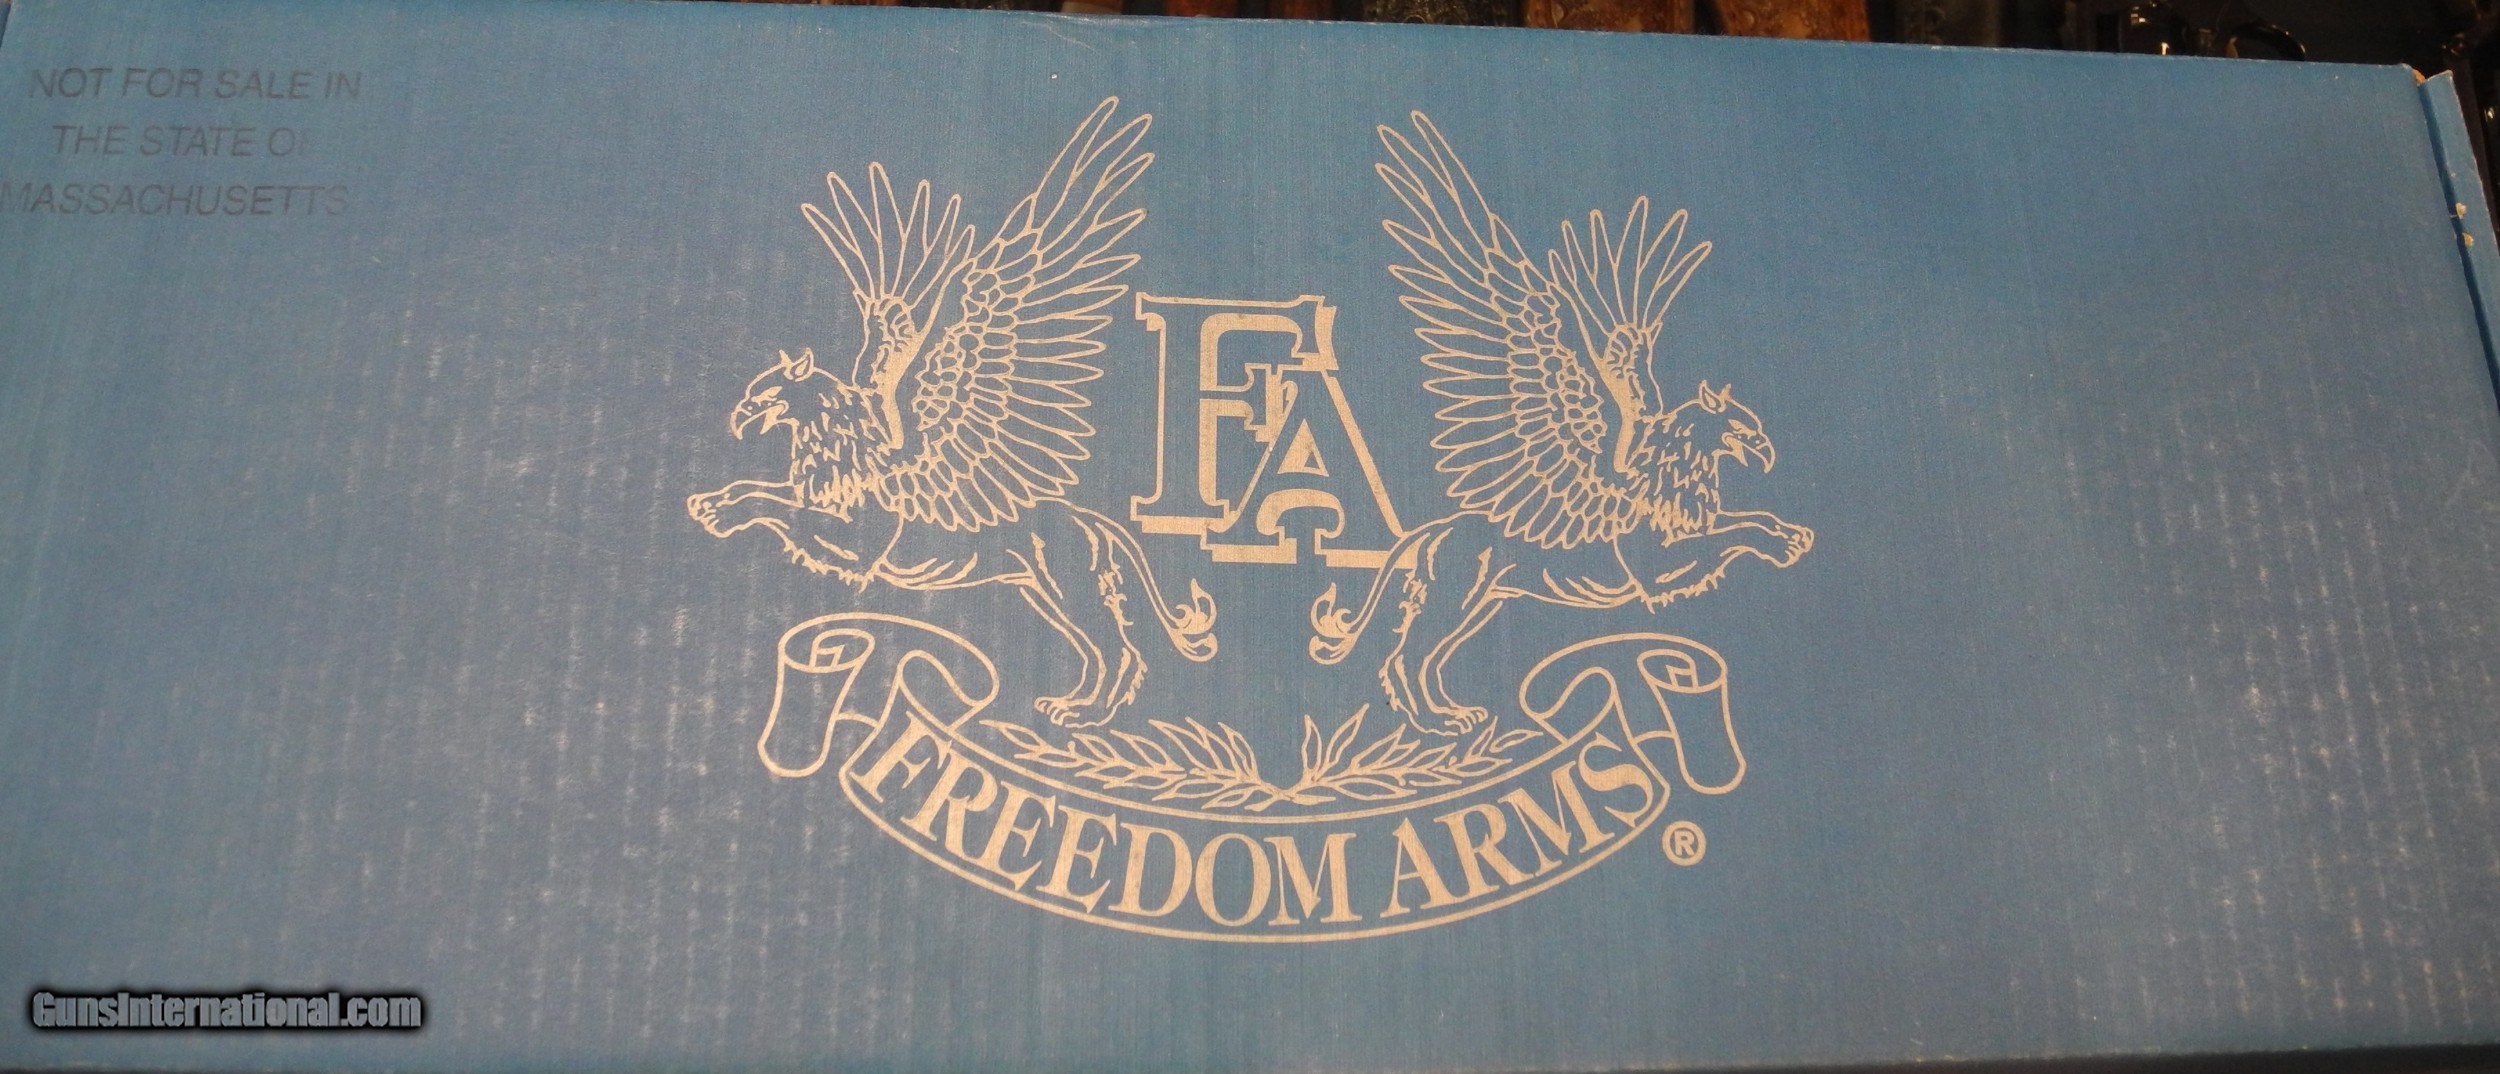 NOT FOR SALE IN
THE STATE OF
MASSACHUSETTS
FA
FREEDOM ARMS
®
GunsInternational.com